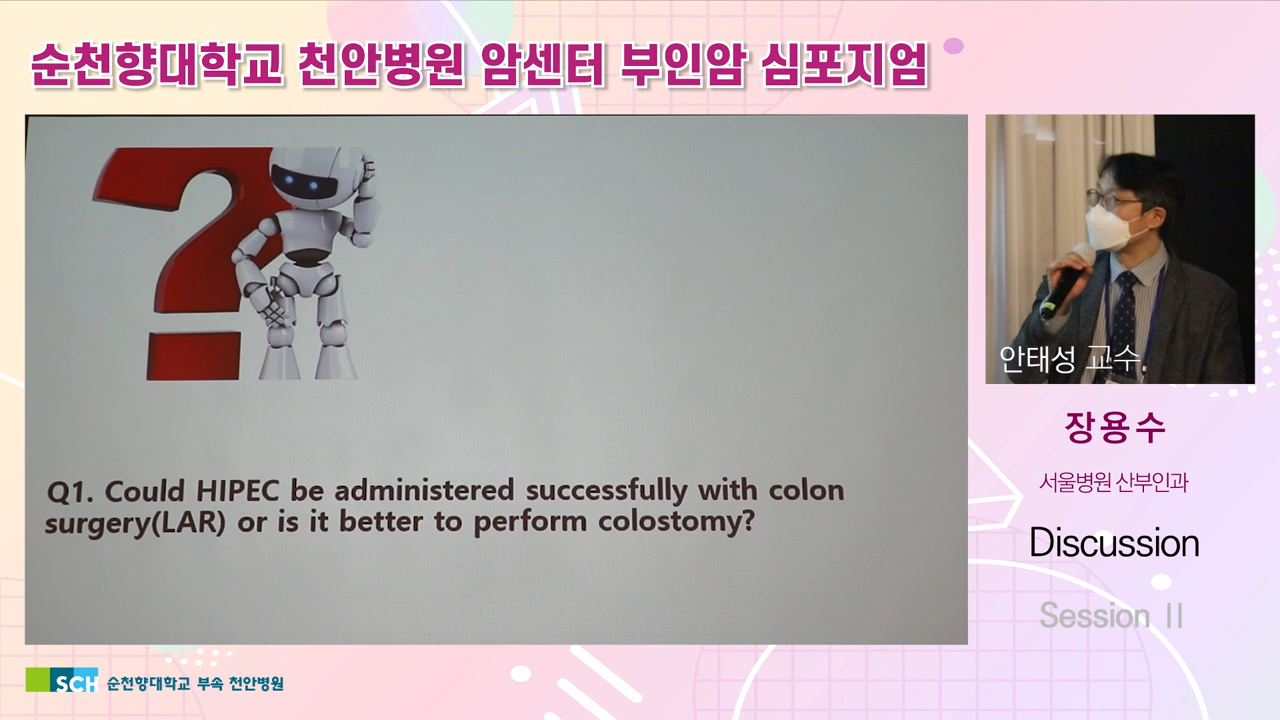 순천향대학교 천안병원 암센터 부인암 심포지엄
Q1. Could HIPEC be administered successfully with colon
surgery(LAR) or is it better to perform colostomy?
안태성 교수
장용수
서울병원 산부인과
Discussion
Session II
SCH 순천향대학교 부속 천안병원